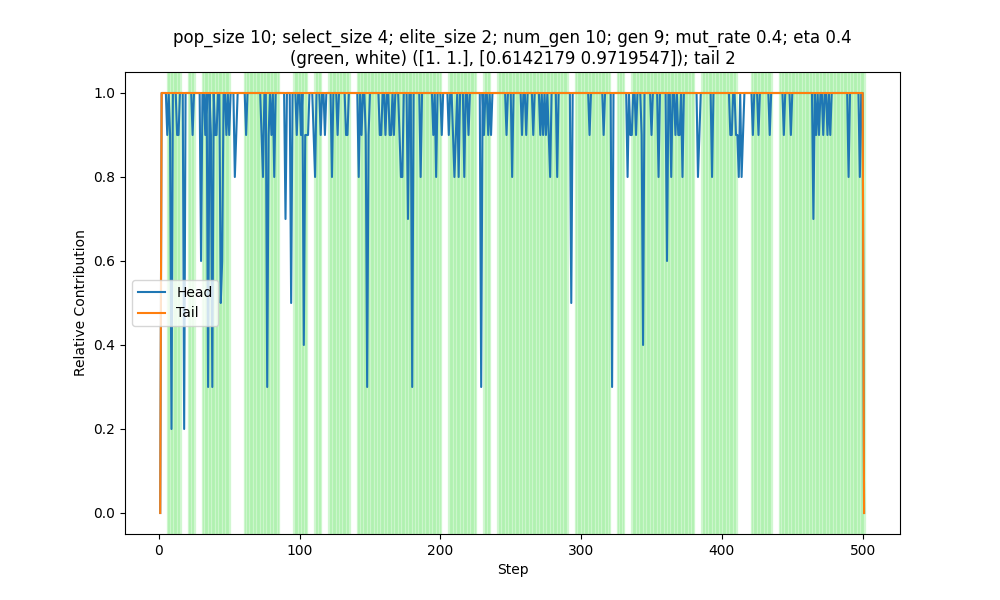 pop_size 10; select_size 4; elite_size 2; num_gen 10; gen 9; mut_rate 0.4; eta 0.4
(green, white) ([1. 1.], [0.6142179 0.9719547]); tail 2
1.0
0.8
0.6
0.4
0.2
0.0
Relative Contribution
Head
Tail
0 100 200 300 400 500
Step